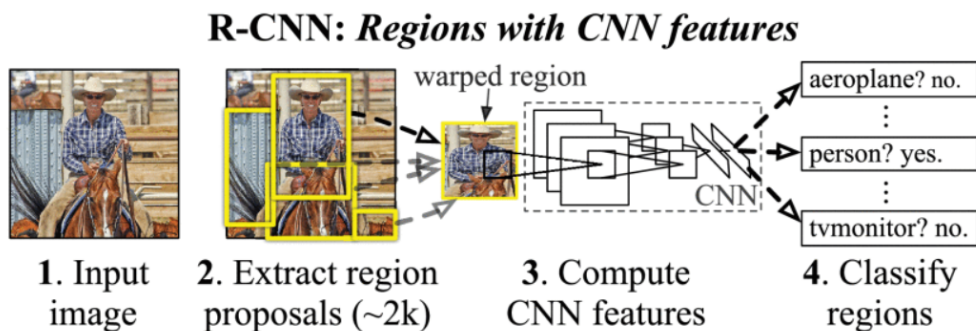 R-CNN: Regions with CNN features
warped region
aeroplane? no.
person? yes.
tvmonitor? no.
CNN
1. Input
image
2. Extract region
proposals (~2k)
3. Compute
CNN features
4. Classify
regions